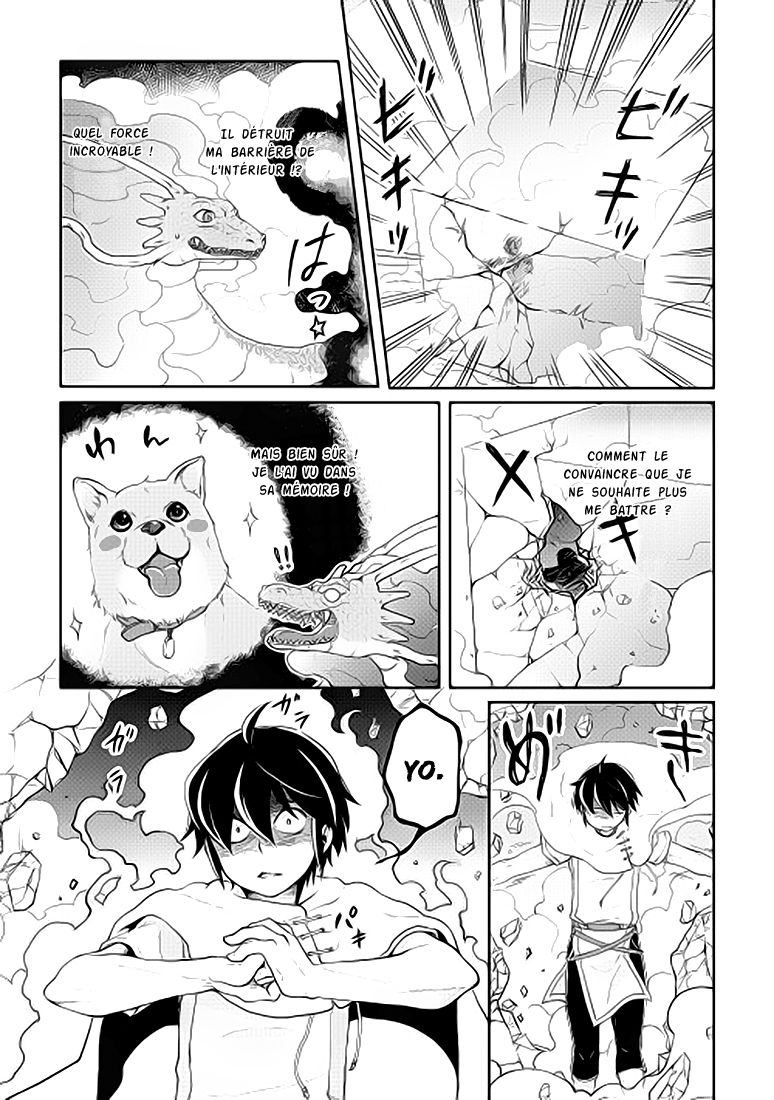 ビキ
ビキ
IL DÉTRUIT
MA BARRIÈRE DE
L'INTÉRIEUR !?
QUEL FORCE
INCROYABLE !
はっ
COMMENT LE
CONVAINCRE QUE JE
NE SOUHAITE PLUS
ME BATTRE ?
メ
キ
MAIS BIEN SÛR !
JE L'AI VU DANS
SA MÉMOIRE !
わん
!!
めき
YO.
ガラ
ガラ
パキ